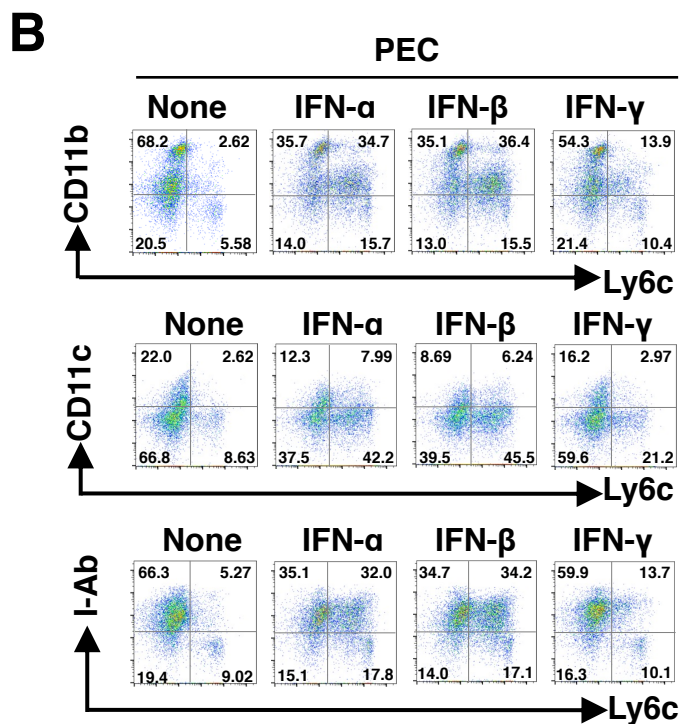 B
PEC
None IFN-α IFN-β IFN-γ
68.2 2.62 35.7 34.7 35.1 36.4 54.3 13.9
CD11b
20.5 5.58 14.0 15.7 13.0 15.5 21.4 10.4
Ly6c
None IFN-α IFN-β IFN-γ
22.0 2.62 12.3 7.99 8.69 6.24 16.2 2.97
CD11c
66.8 8.63 37.5 42.2 39.5 45.5 59.6 21.2
Ly6c
None IFN-α IFN-β IFN-γ
66.3 5.27 35.1 32.0 34.7 34.2 59.9 13.7
I-Ab
19.4 9.02 15.1 17.8 14.0 17.1 16.3 10.1
Ly6c